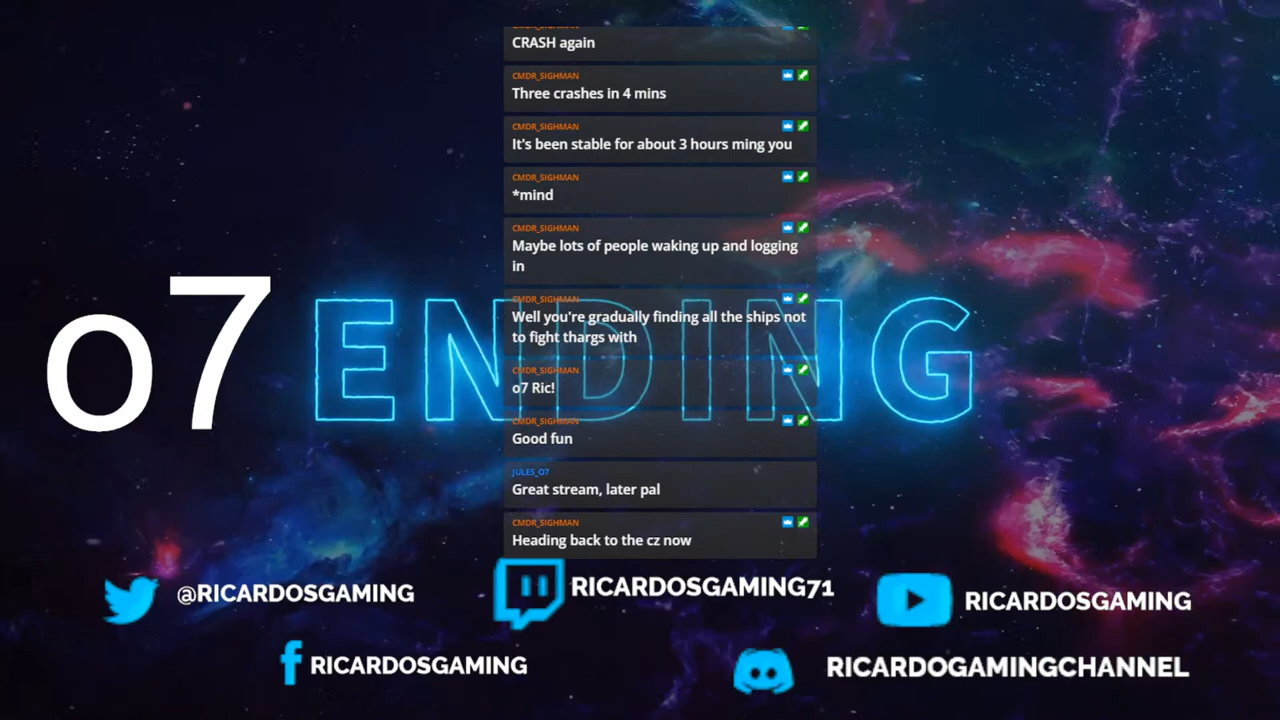 CMDR_SIGHMAN
CRASH again
CMDR_SIGHMAN
Three crashes in 4 mins
CMDR_SIGHMAN
It's been stable for about 3 hours ming you
CMDR_SIGHMAN
*mind
CMDR_SIGHMAN
Maybe lots of people waking up and logging
in
CMDR_SIGHMAN
Well you're gradually finding all the ships not
to fight thargs with
CMDR_SIGHMAN
o7 Ric!
CMDR_SIGHMAN
Good fun
JULES_O7
Great stream, later pal
CMDR_SIGHMAN
Heading back to the cz now
o7 ENDING
@RICARDOSGAMING
RICARDOSGAMING71
RICARDOSGAMING
RICARDOSGAMING
RICARDOGAMINGCHANNEL